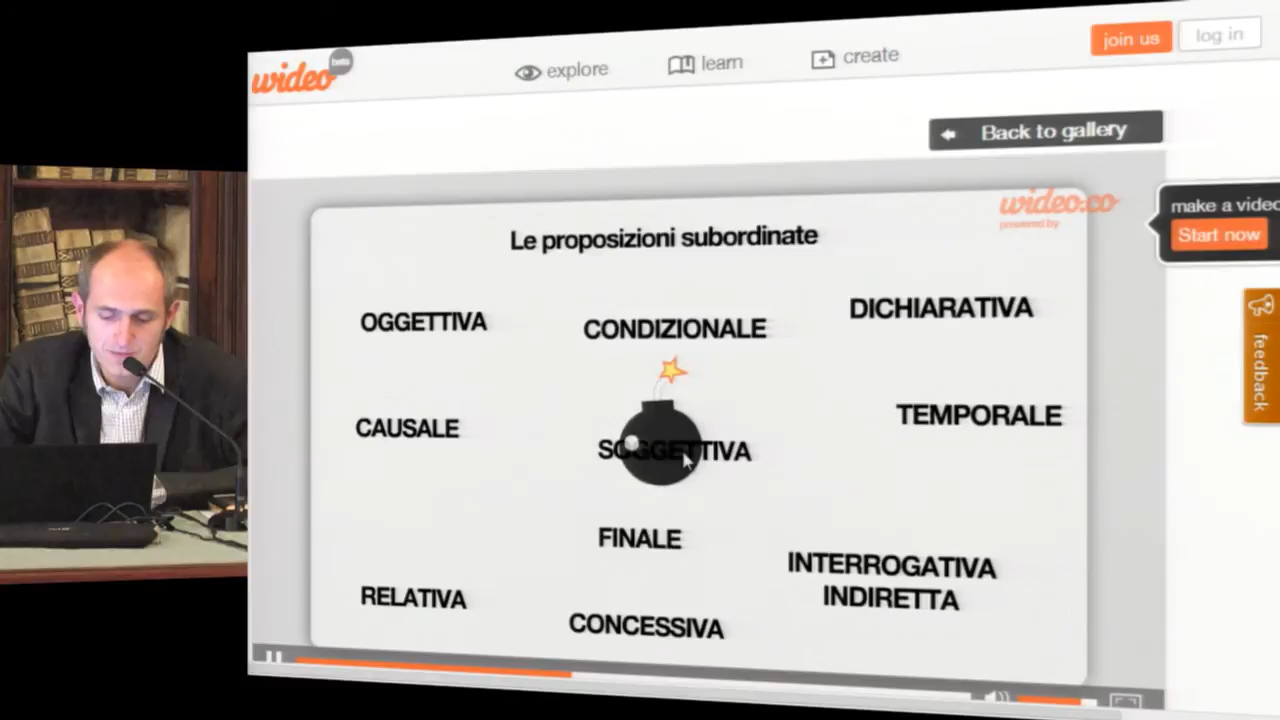 wideo beta
explore
learn
create
join us
log in
Back to gallery
wideo.co
powered by
make a video
Start now
feedback
Le proposizioni subordinate
OGGETTIVA
CONDIZIONALE
DICHIARATIVA
CAUSALE
SOGGETTIVA
TEMPORALE
FINALE
INTERROGATIVA
INDIRETTA
RELATIVA
CONCESSIVA